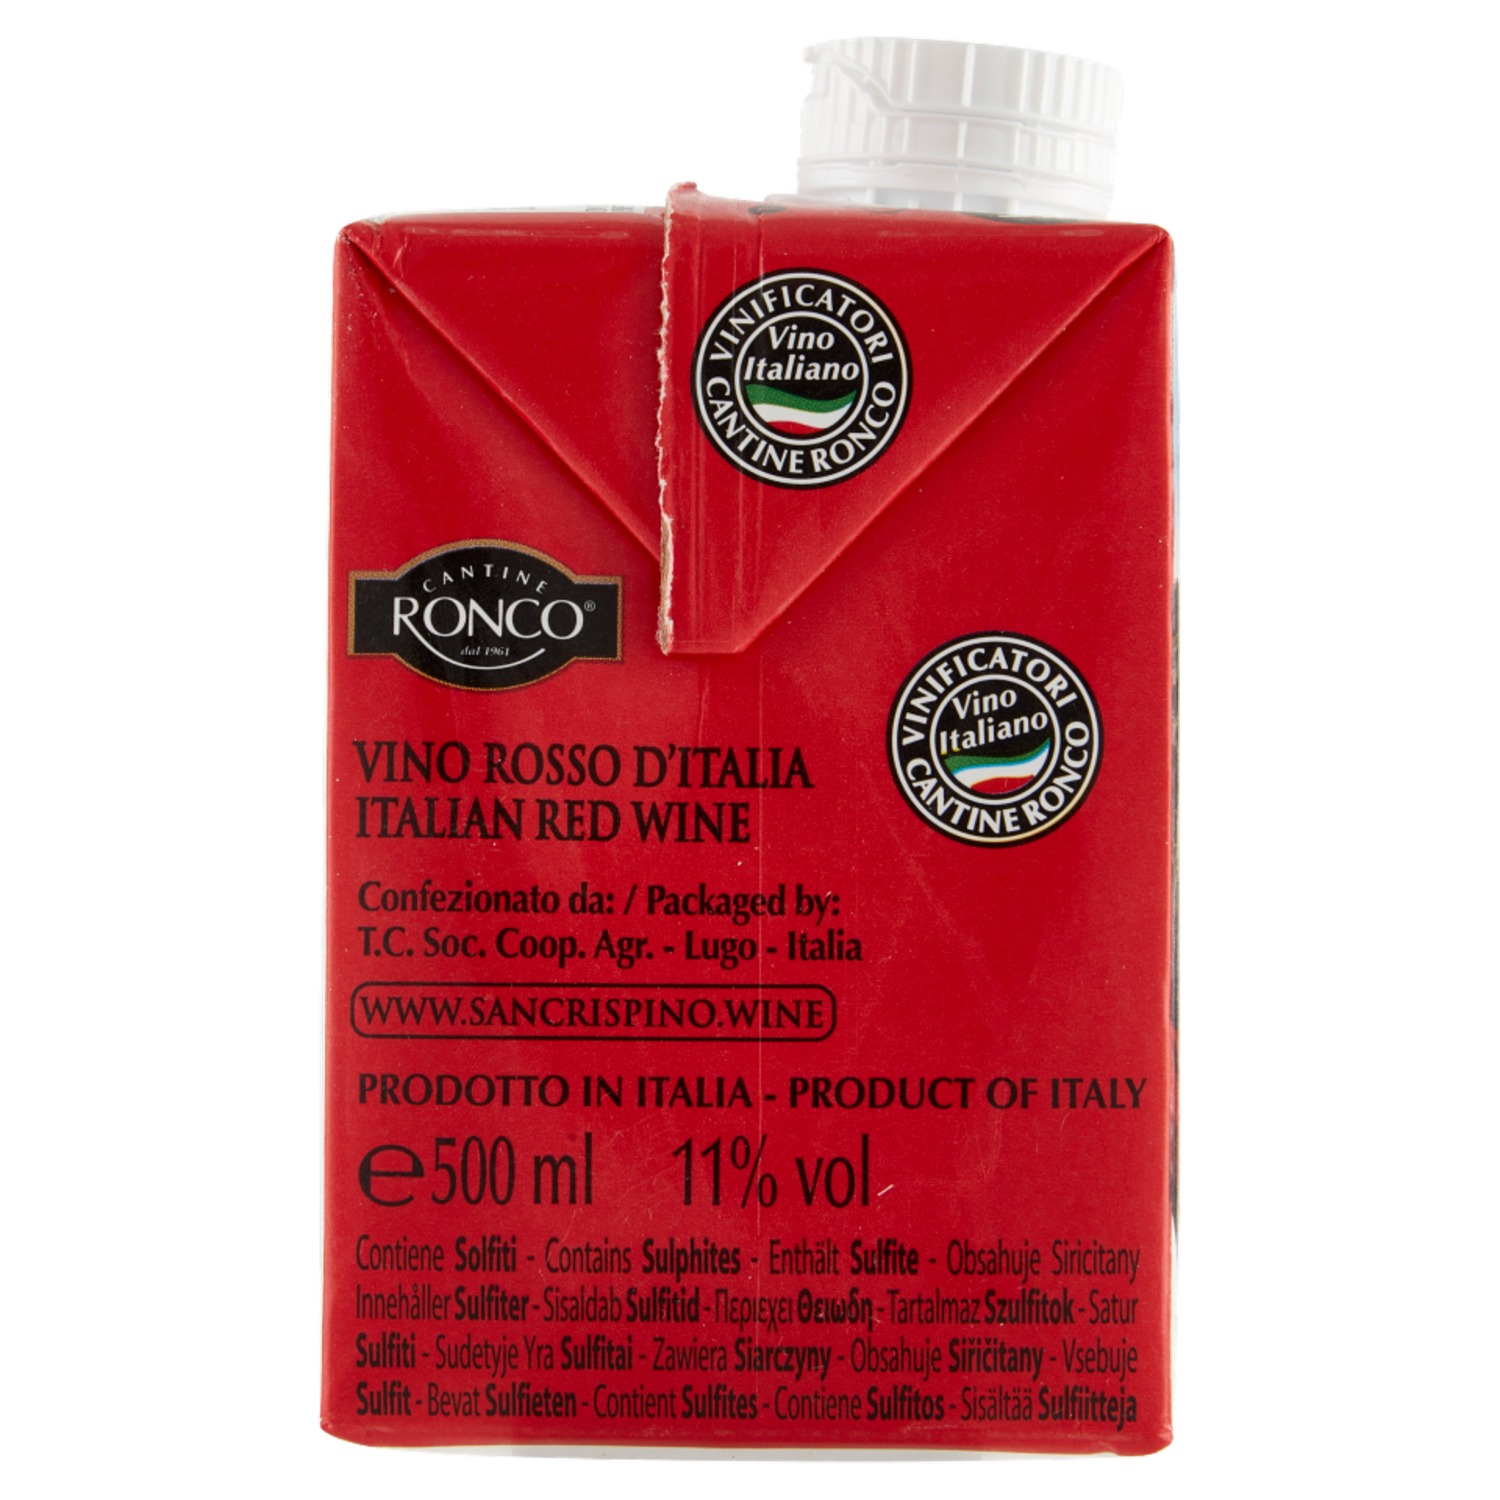 VINIFICATORI
Vino
Italiano
CANTINE RONCO
CANTINE
RONCO®
dal 1961
VINIFICATORI
Vino
Italiano
CANTINE RONCO
VINO ROSSO D'ITALIA
ITALIAN RED WINE
Confezionato da: / Packaged by:
T.C. Soc. Coop. Agr. - Lugo - Italia
WWW.SANCRISPINO.WINE
PRODOTTO IN ITALIA - PRODUCT OF ITALY
℮ 500 ml 11% vol
Contiene Solfiti - Contains Sulphites - Enthält Sulfite - Obsahuje Siricitany
Innehåller Sulfiter - Sisaldab Sulfitid - Περιεχει Θειωδη - Tartalmaz Szulfitok - Satur
Sulfiti - Sudetyje Yra Sulfitai - Zawiera Siarczyny - Obsahuje Siřičitany - Vsebuje
Sulfit - Bevat Sulfieten - Contient Sulfites - Contiene Sulfitos - Sisältää Sulfiitteja